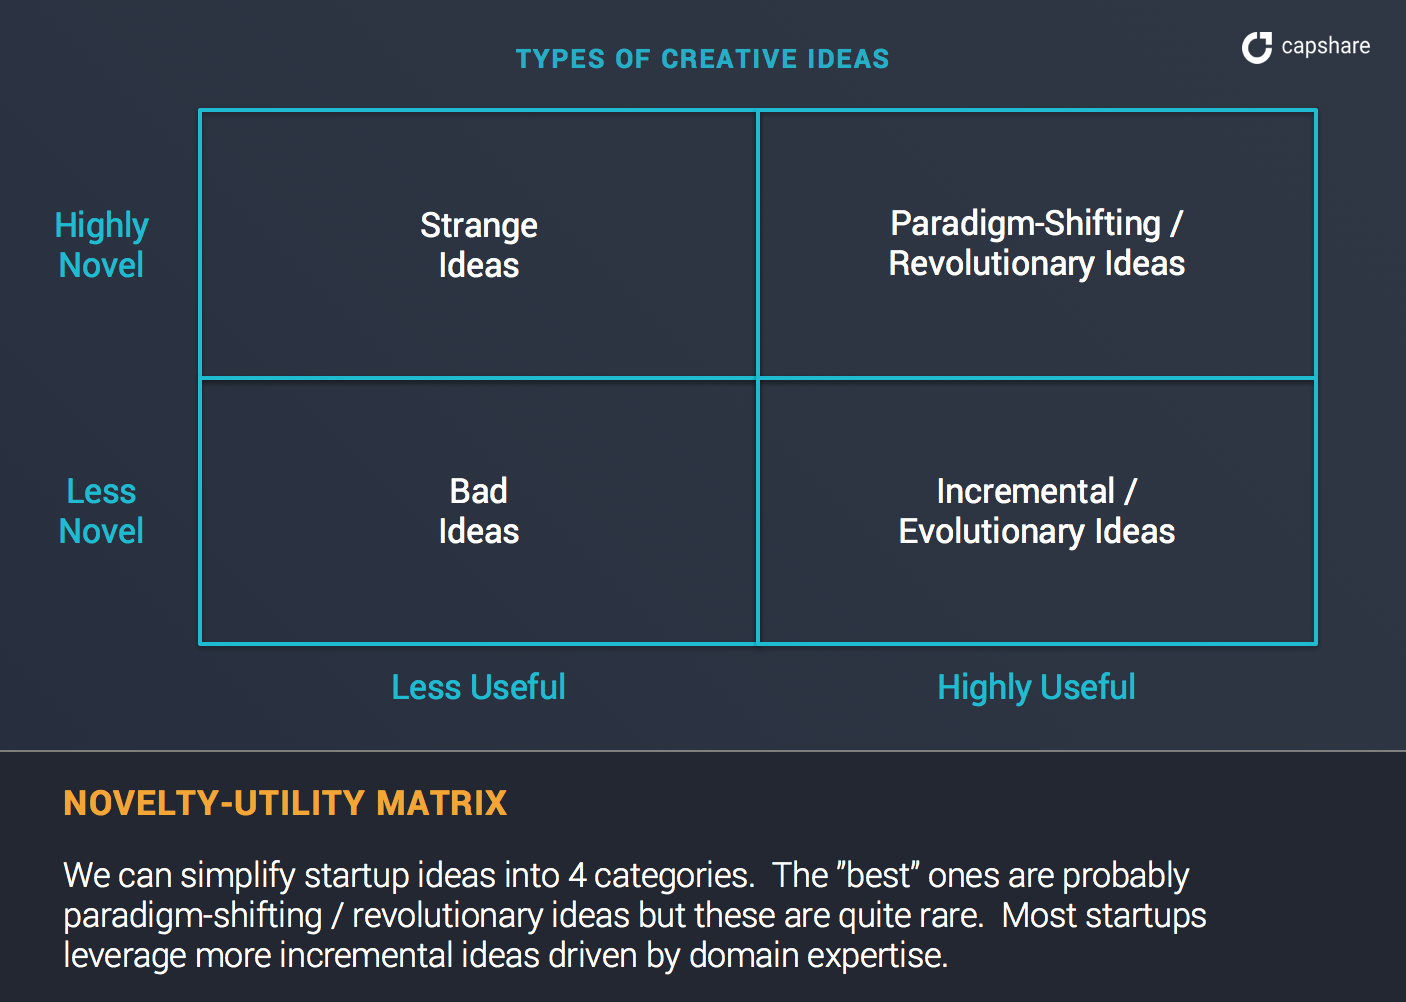 TYPES OF CREATIVE IDEAS
capshare
Highly
Novel
Strange
Ideas
Paradigm-Shifting /
Revolutionary Ideas
Less
Novel
Bad
Ideas
Incremental /
Evolutionary Ideas
Less Useful
Highly Useful
NOVELTY-UTILITY MATRIX
We can simplify startup ideas into 4 categories.  The "best" ones are probably
paradigm-shifting / revolutionary ideas but these are quite rare.  Most startups
leverage more incremental ideas driven by domain expertise.